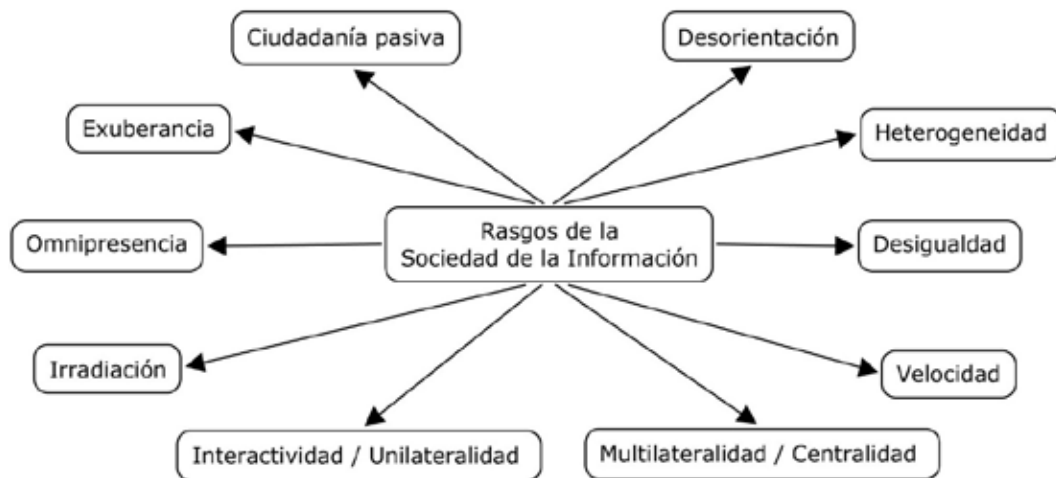 Ciudadanía pasiva
Desorientación
Exuberancia
Heterogeneidad
Rasgos de la
Sociedad de la Información
Omnipresencia
Desigualdad
Irradiación
Velocidad
Interactividad / Unilateralidad
Multilateralidad / Centralidad